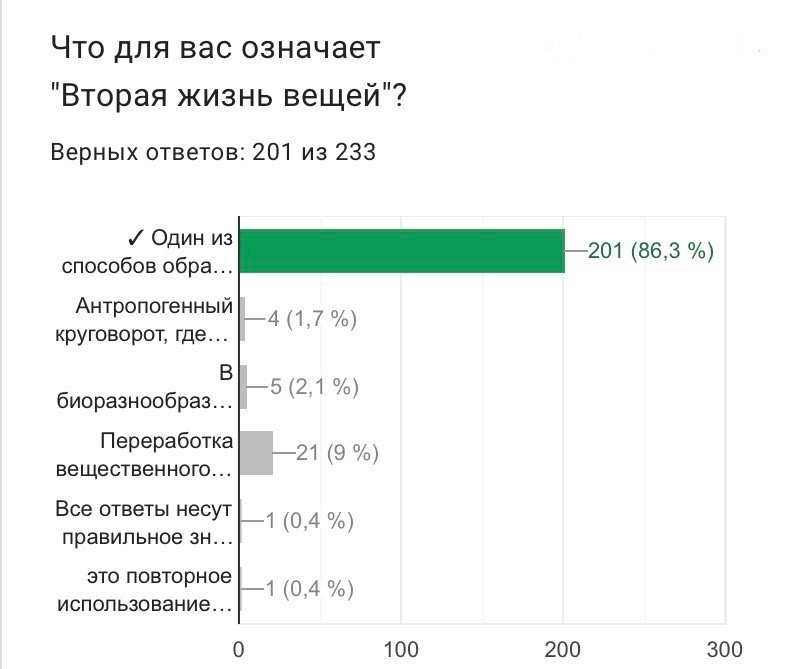 Что для вас означает
"Вторая жизнь вещей"?
Верных ответов: 201 из 233
✓ Один из
способов обра…
201 (86,3 %)
Антропогенный
круговорот, где…
4 (1,7 %)
В
биоразнообраз…
5 (2,1 %)
Переработка
вещественного…
21 (9 %)
Все ответы несут
правильное зн…
1 (0,4 %)
это повторное
использование…
1 (0,4 %)
0 100 200 300